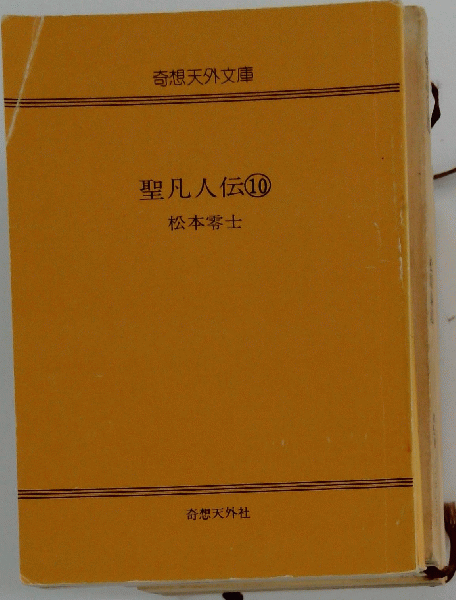 奇想天外文庫
聖凡人伝⑩
松本零士
奇想天外社